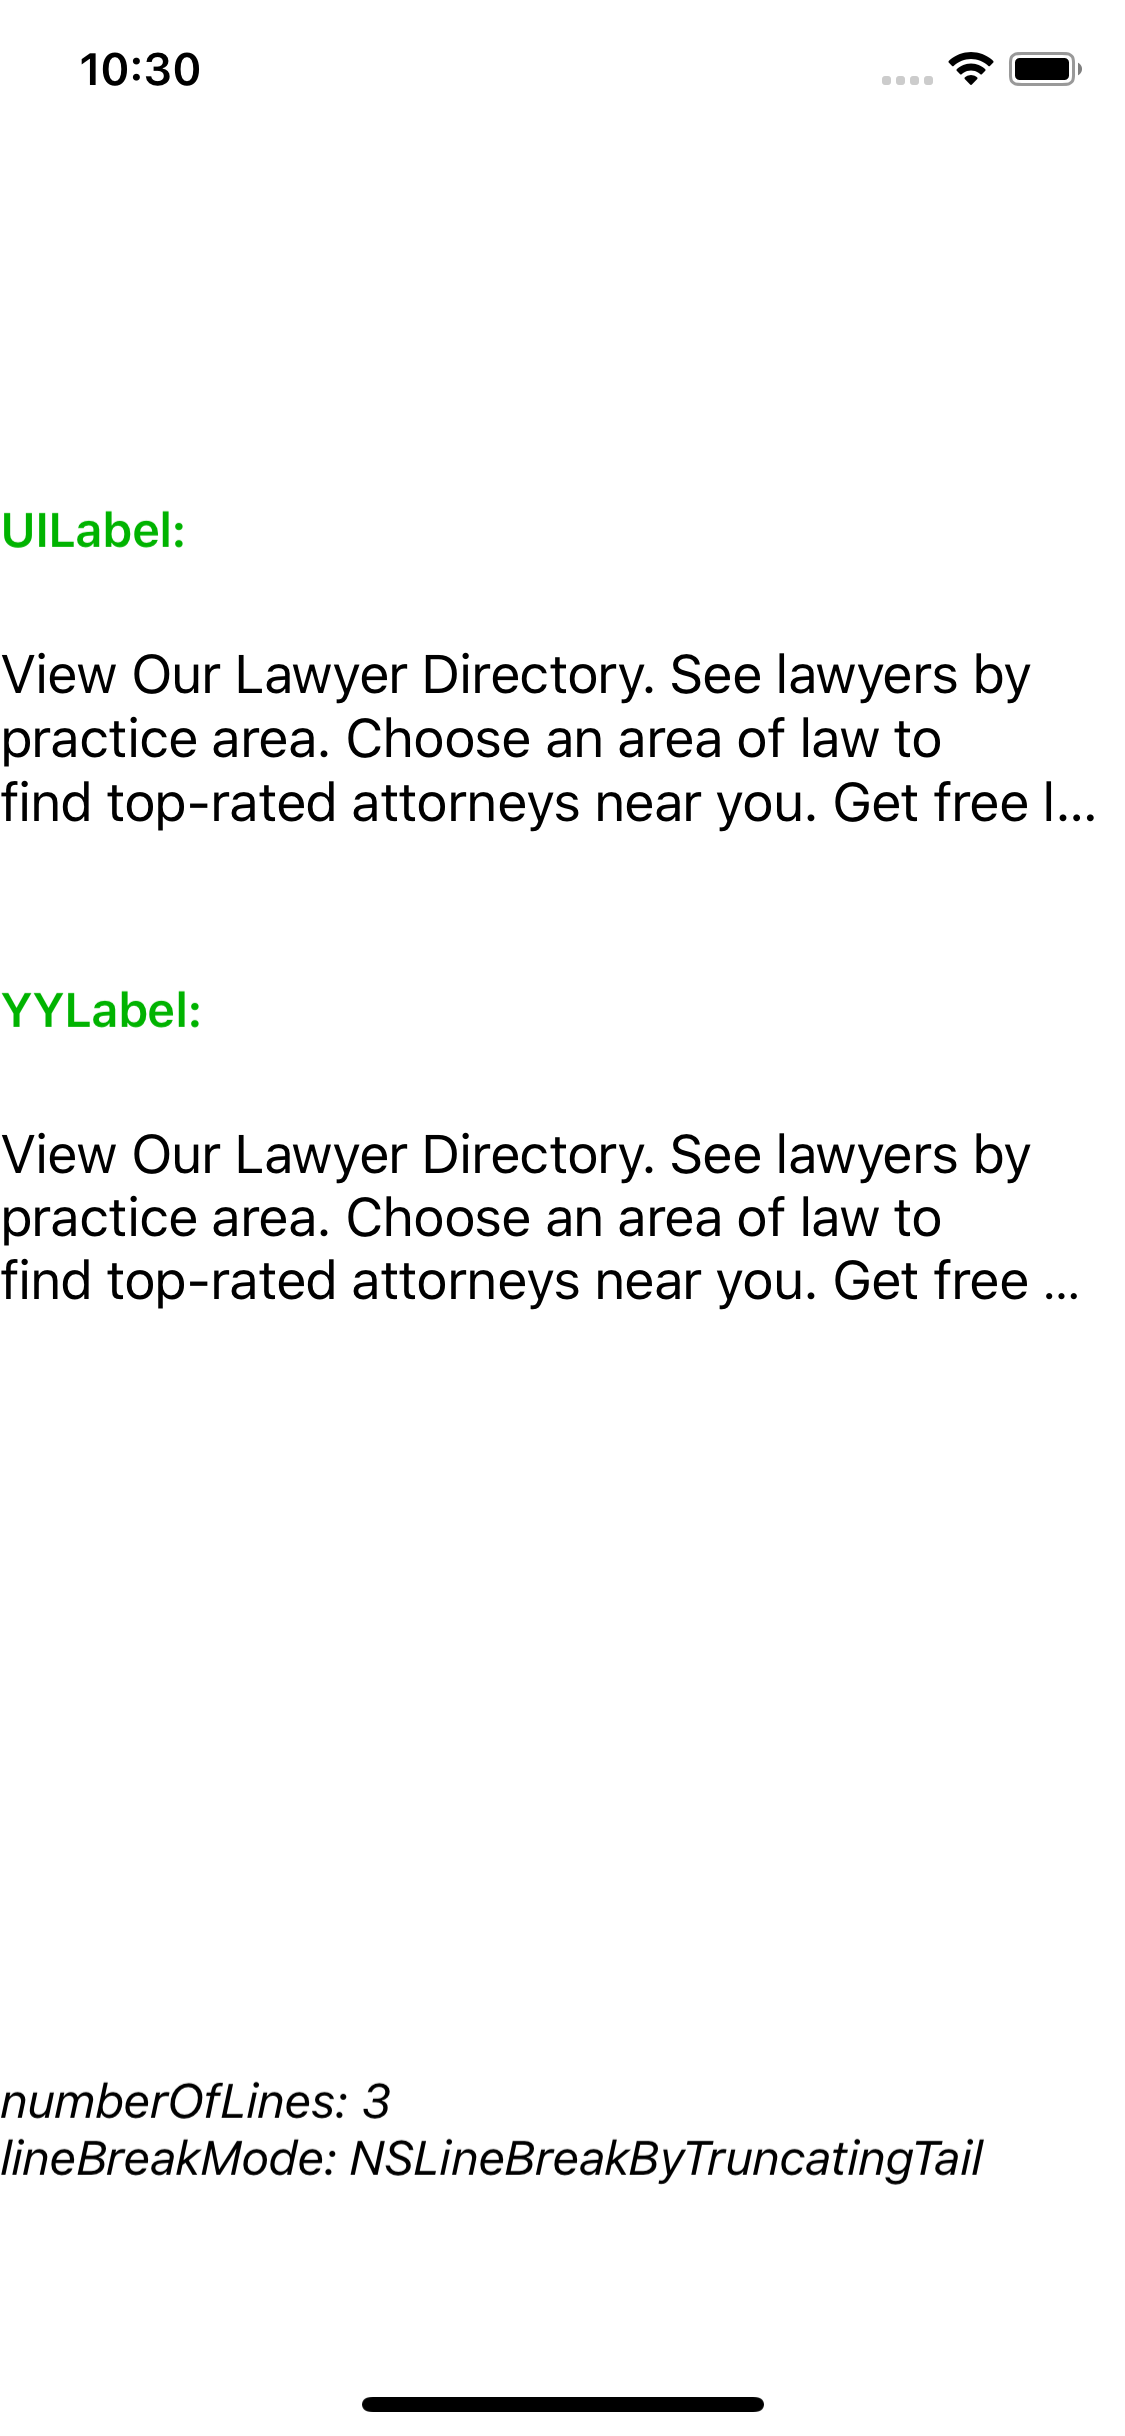 10:30
UILabel:
View Our Lawyer Directory. See lawyers by
practice area. Choose an area of law to
find top-rated attorneys near you. Get free l...
YYLabel:
View Our Lawyer Directory. See lawyers by
practice area. Choose an area of law to
find top-rated attorneys near you. Get free ...
numberOfLines: 3
lineBreakMode: NSLineBreakByTruncatingTail